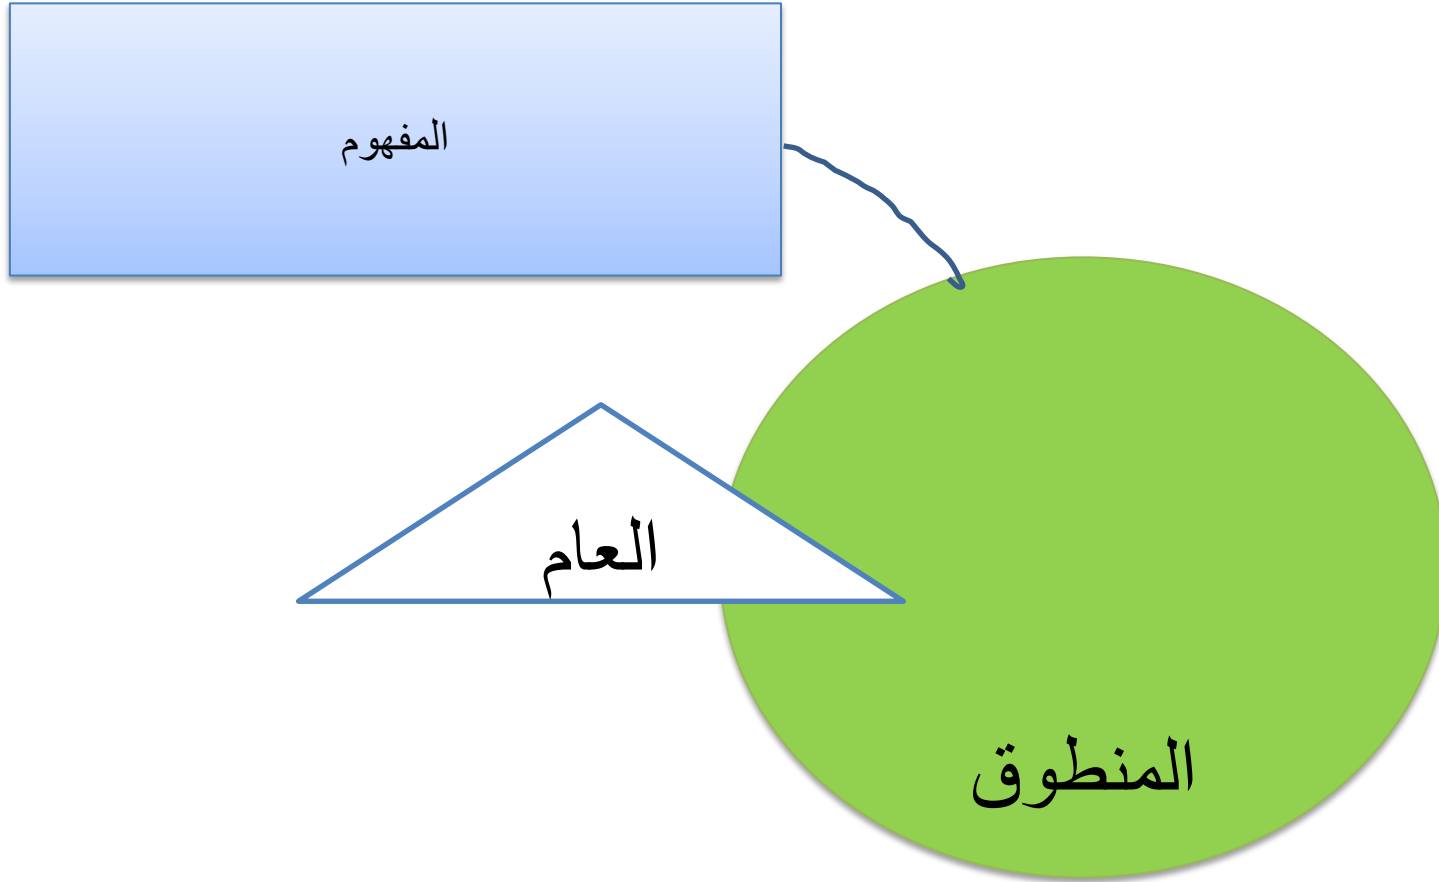 المفهوم
العام
المنطوق